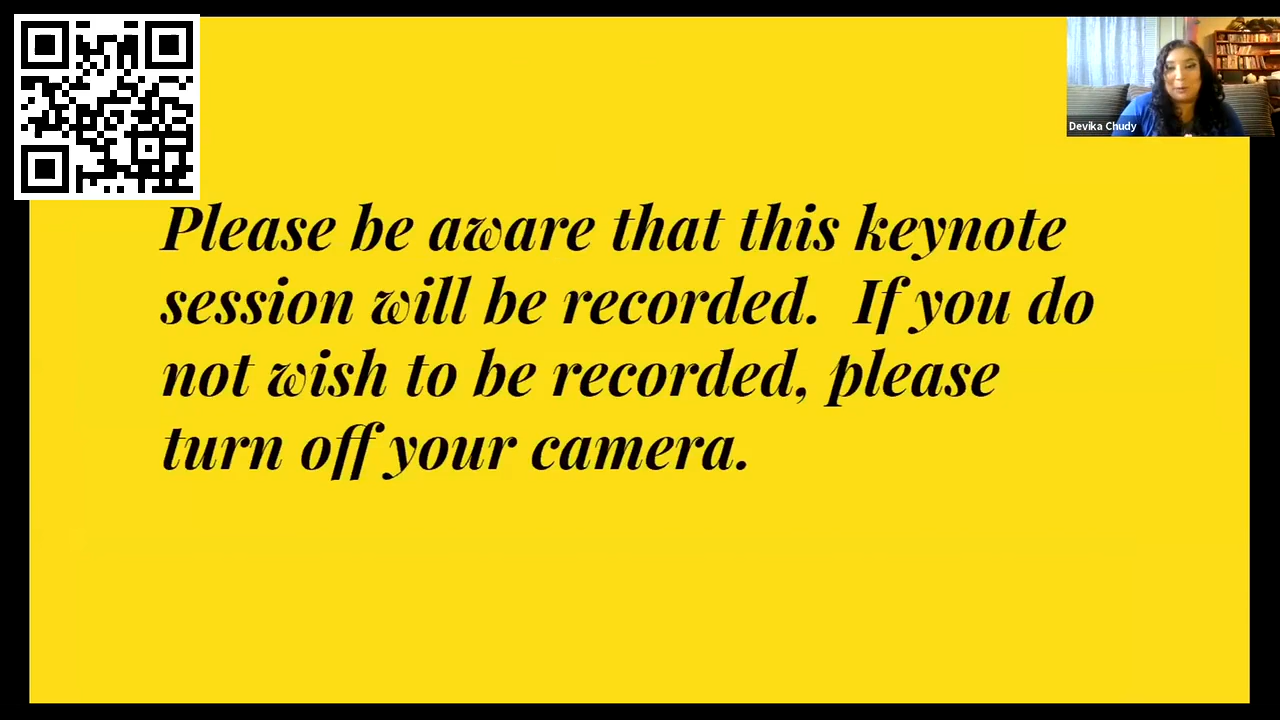 Devika Chudy
Please be aware that this keynote
session will be recorded.  If you do
not wish to be recorded, please
turn off your camera.